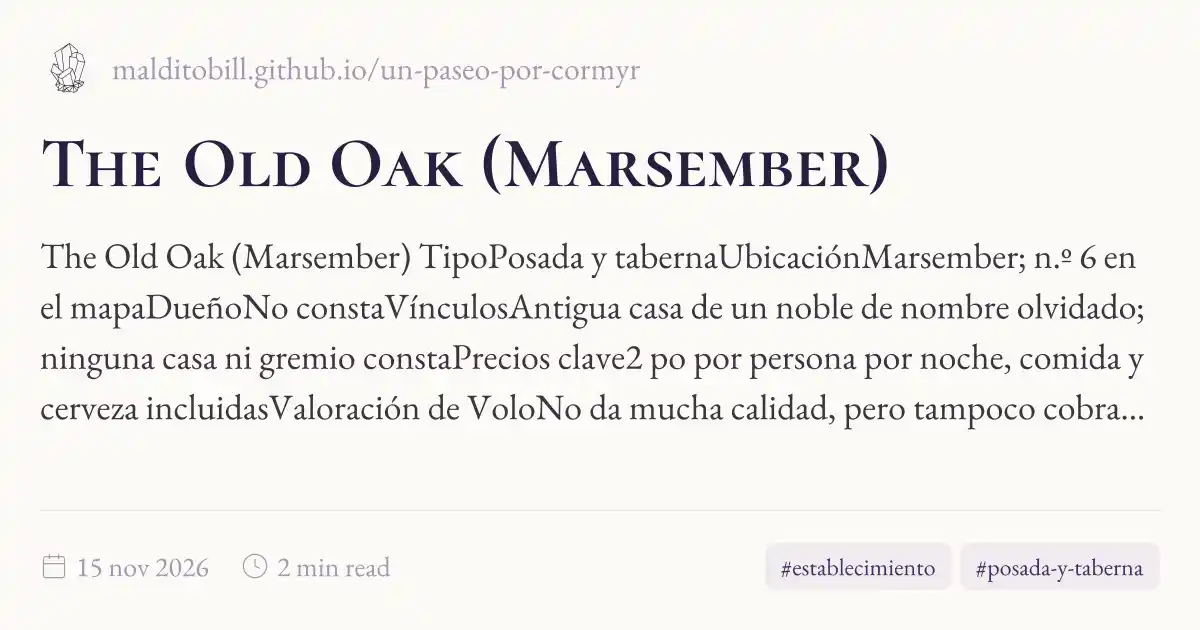 malditobill.github.io/un-paseo-por-cormyr
The Old Oak (Marsember)
The Old Oak (Marsember) TipoPosada y tabernaUbicaciónMarsember; n.º 6 en
el mapaDueñoNo constaVínculosAntigua casa de un noble de nombre olvidado;
ninguna casa ni gremio constaPrecios clave2 po por persona por noche, comida y
cerveza incluidasValoración de VoloNo da mucha calidad, pero tampoco cobra...
15 nov 2026 2 min read #establecimiento #posada-y-taberna